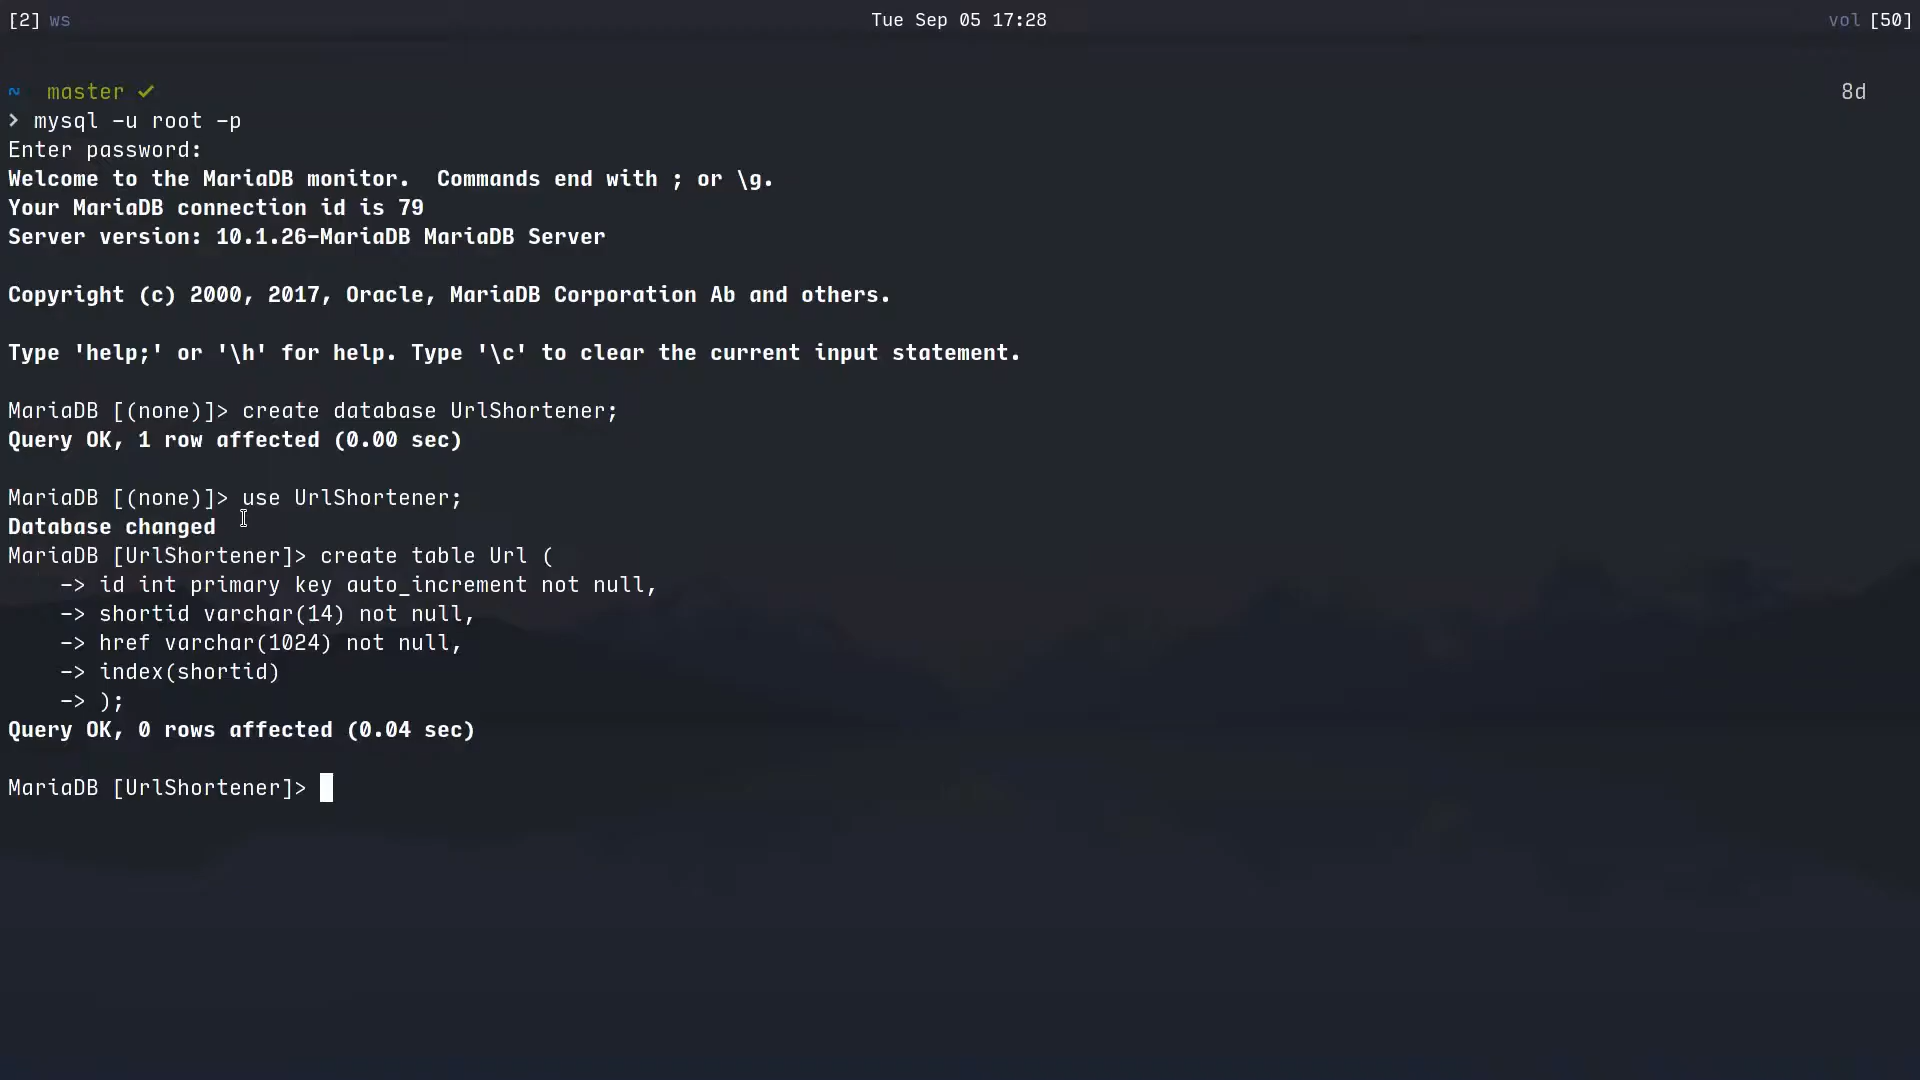 [2] ws Tue Sep 05 17:28 vol [50]
~ master ✓ 8d
> mysql -u root -p
Enter password:
Welcome to the MariaDB monitor.  Commands end with ; or \g.
Your MariaDB connection id is 79
Server version: 10.1.26-MariaDB MariaDB Server
Copyright (c) 2000, 2017, Oracle, MariaDB Corporation Ab and others.
Type 'help;' or '\h' for help. Type '\c' to clear the current input statement.
MariaDB [(none)]> create database UrlShortener;
Query OK, 1 row affected (0.00 sec)
MariaDB [(none)]> use UrlShortener;
Database changed
MariaDB [UrlShortener]> create table Url (
    -> id int primary key auto_increment not null,
    -> shortid varchar(14) not null,
    -> href varchar(1024) not null,
    -> index(shortid)
    -> );
Query OK, 0 rows affected (0.04 sec)
MariaDB [UrlShortener]>